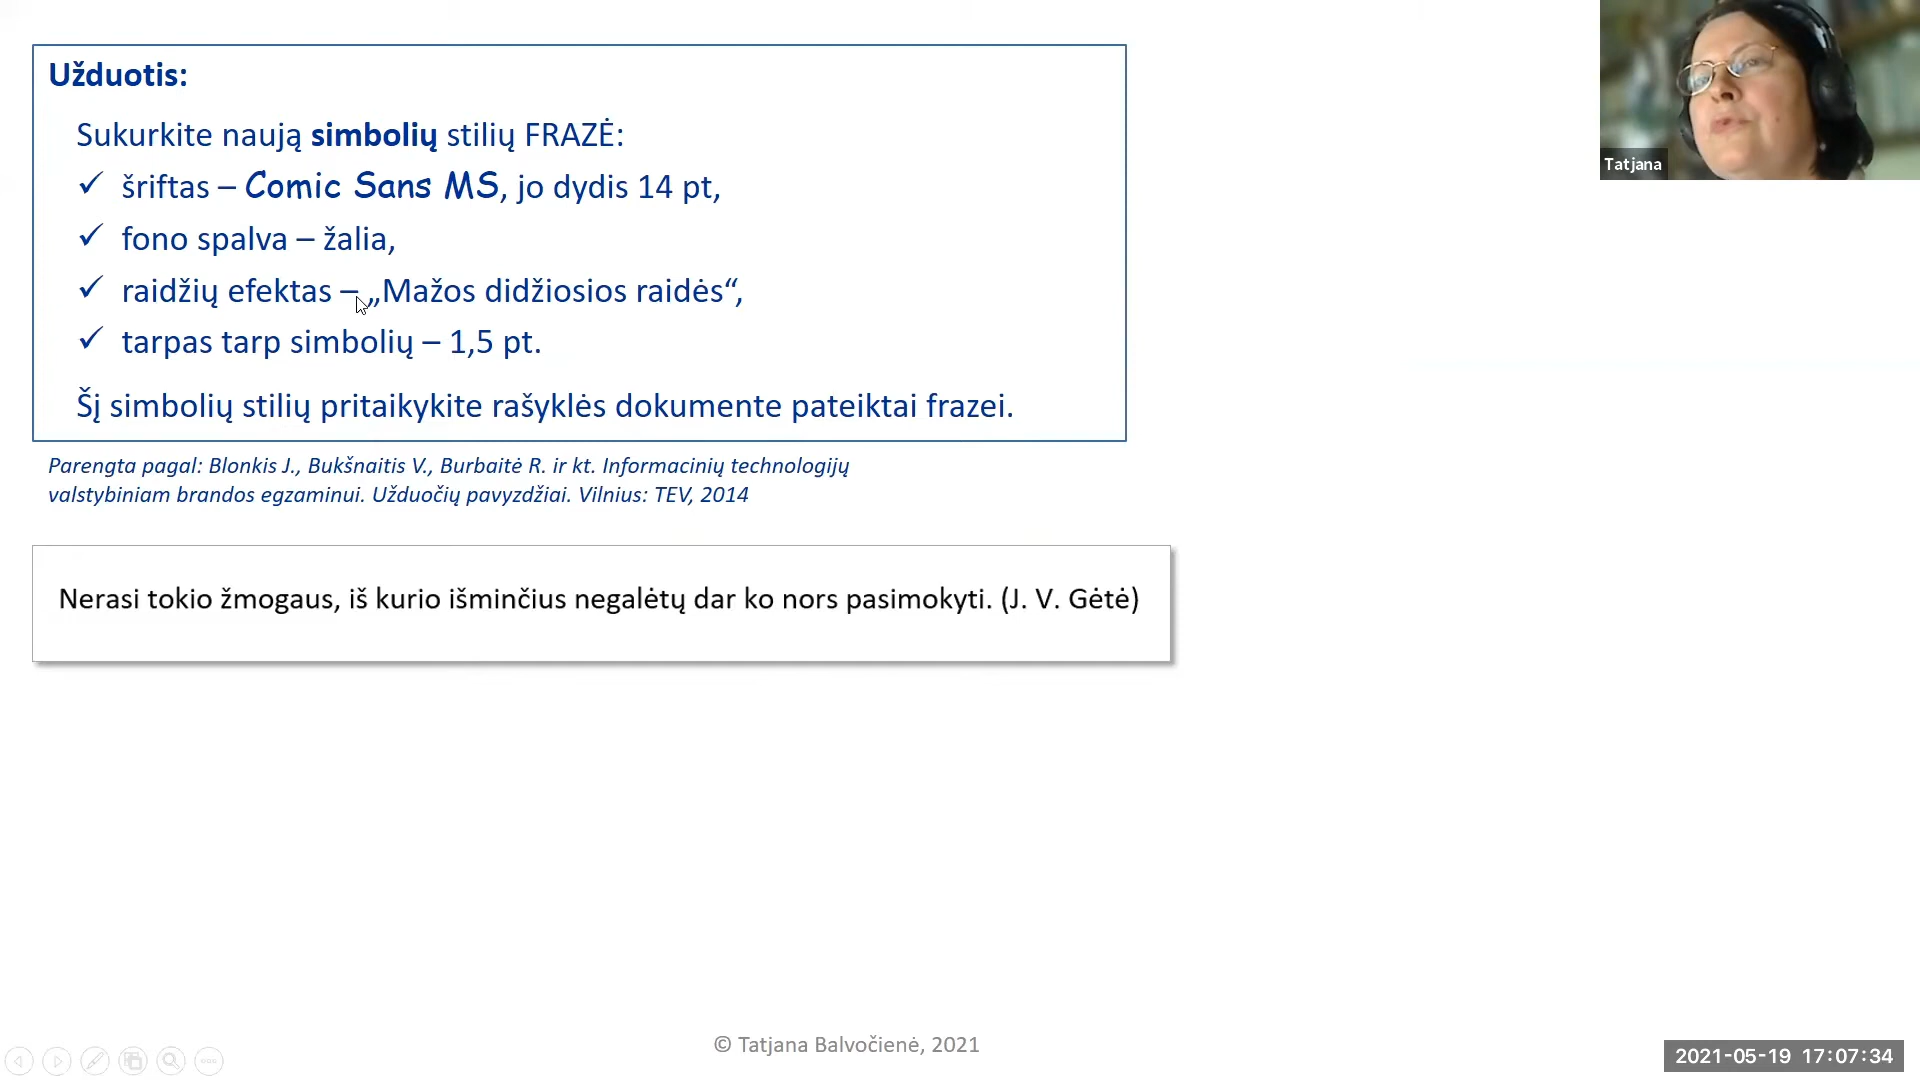 Užduotis:
Sukurkite naują simbolių stilių FRAZĖ:
✓ šriftas – Comic Sans MS, jo dydis 14 pt,
✓ fono spalva – žalia,
✓ raidžių efektas – „Mažos didžiosios raidės“,
✓ tarpas tarp simbolių – 1,5 pt.
Šį simbolių stilių pritaikykite rašyklės dokumente pateiktai frazei.
Parengta pagal: Blonkis J., Bukšnaitis V., Burbaitė R. ir kt. Informacinių technologijų
valstybiniam brandos egzaminui. Užduočių pavyzdžiai. Vilnius: TEV, 2014
Nerasi tokio žmogaus, iš kurio išminčius negalėtų dar ko nors pasimokyti. (J. V. Gėtė)
© Tatjana Balvočienė, 2021
Tatjana
2021-05-19 17:07:34